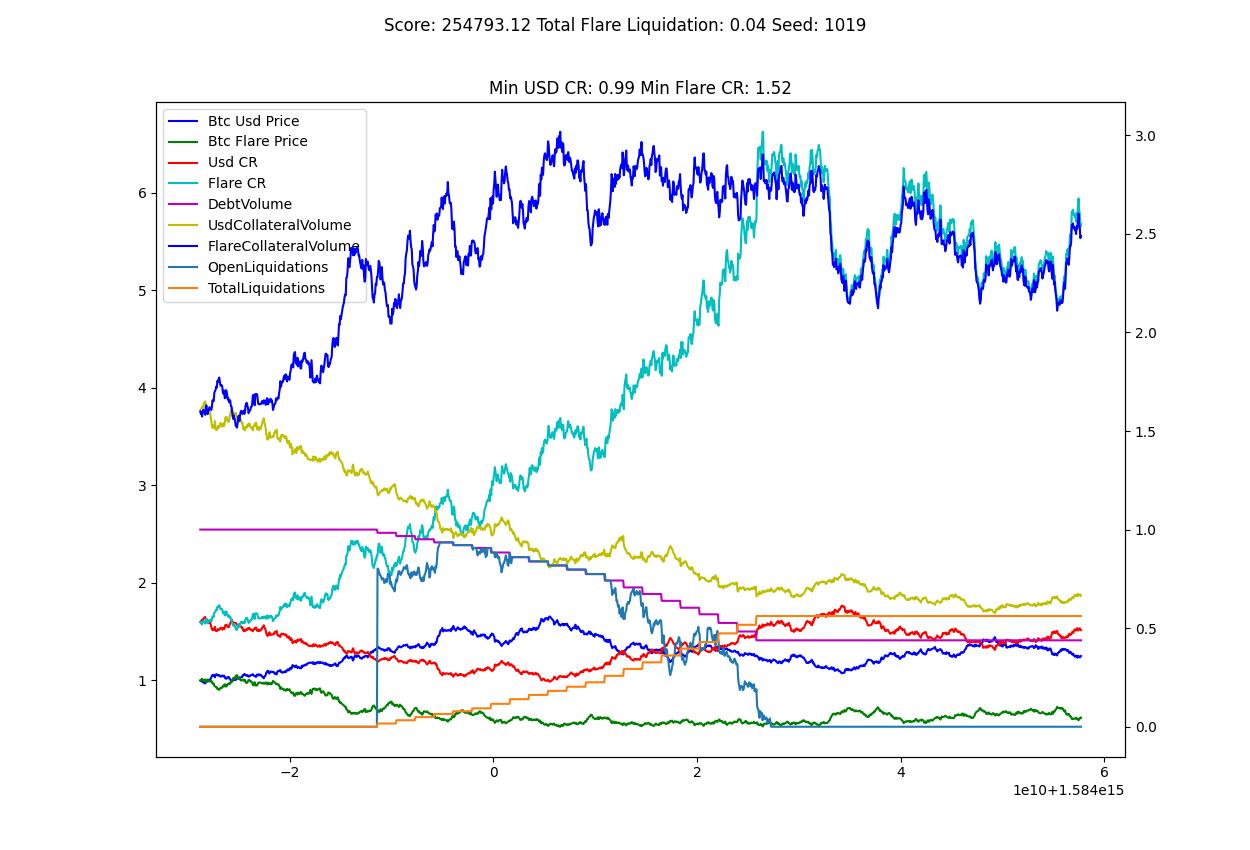 Score: 254793.12 Total Flare Liquidation: 0.04 Seed: 1019
Min USD CR: 0.99 Min Flare CR: 1.52
Btc Usd Price
Btc Flare Price
Usd CR
Flare CR
DebtVolume
UsdCollateralVolume
FlareCollateralVolume
OpenLiquidations
TotalLiquidations
6
5
4
3
2
1
3.0
2.5
2.0
1.5
1.0
0.5
0.0
−2 0 2 4 6
1e10+1.584e15